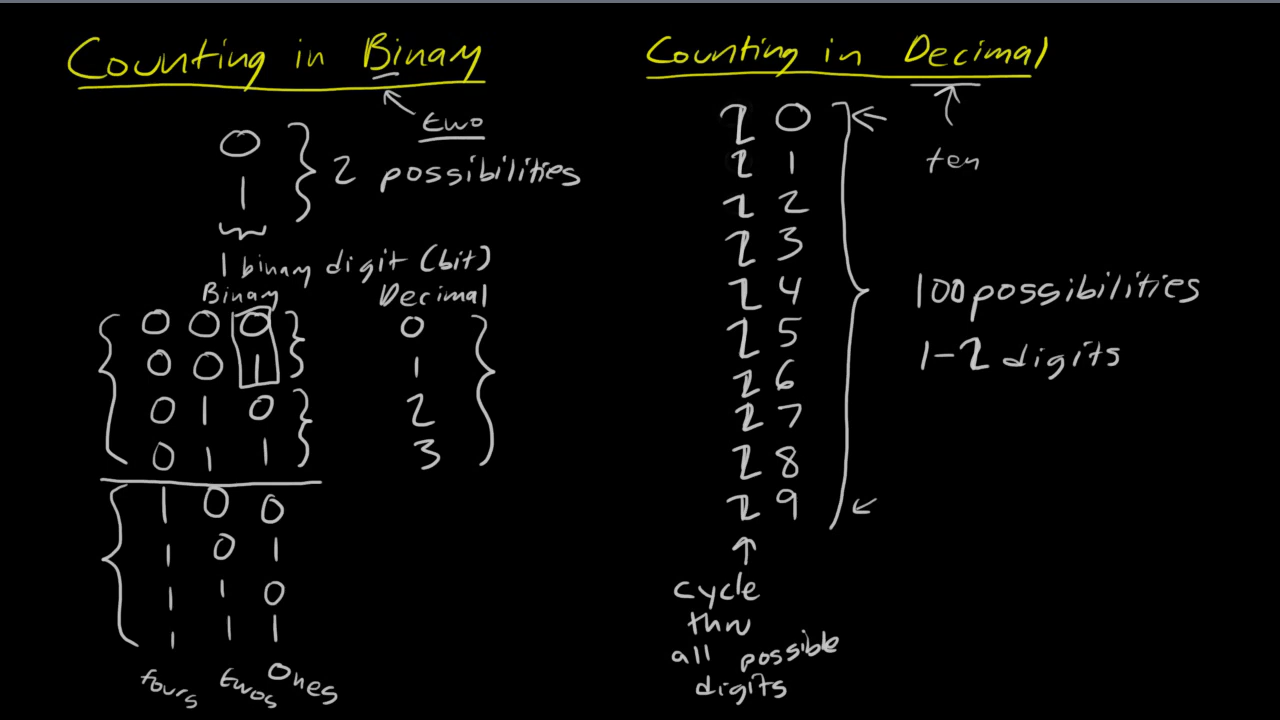 Counting in Binary
two
0
1
2 possibilities
1 binary digit (bit)
Binary Decimal
0 0 0 0
0 0 1 1
0 1 0 2
0 1 1 3
1 0 0
1 0 1
1 1 0
1 1 1
fours twos Ones
Counting in Decimal
ten
2 0
2 1
2 2
2 3
2 4
2 5
2 6
2 7
2 8
2 9
100 possibilities
1-2 digits
cycle
thru
all possible
digits